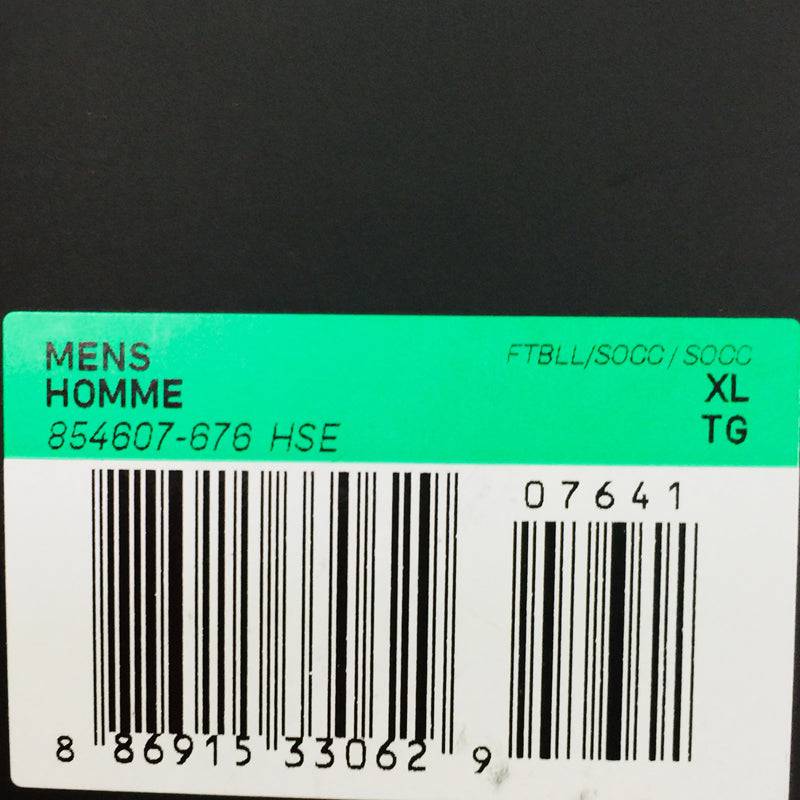 MENS
HOMME
854607-676 HSE
FTBLL/SOCC/SOCC
XL
TG
07641
8 86915 33062 9